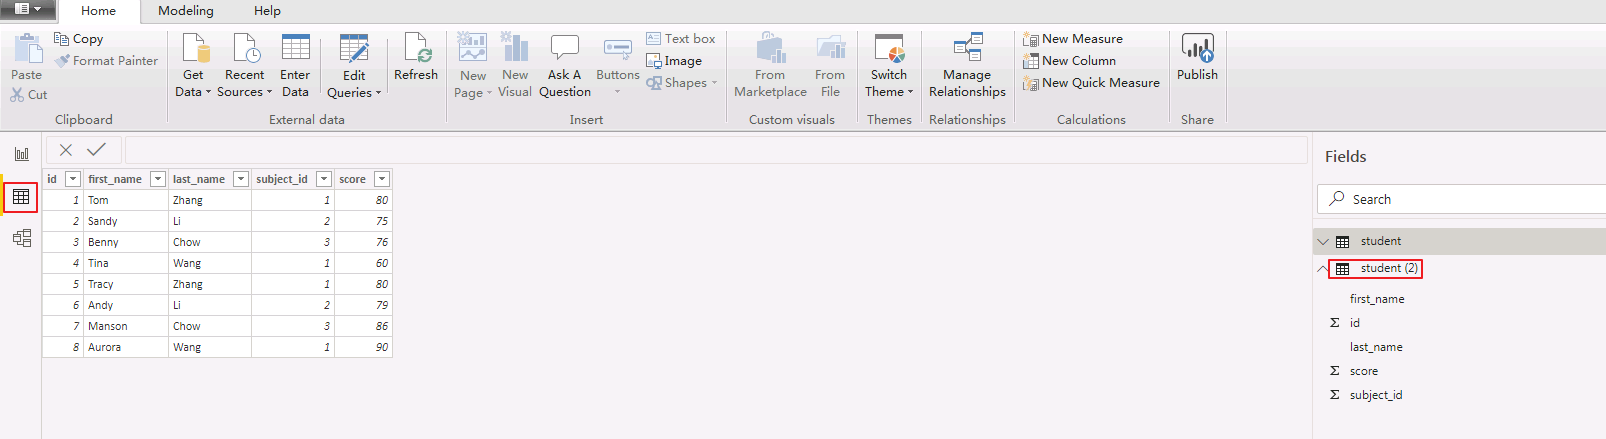 Home Modeling Help
Copy
Format Painter
Paste
Cut
Clipboard
Get Data
Recent Sources
Enter Data
Edit Queries
Refresh
External data
New Page
New Visual
Ask A Question
Buttons
Text box
Image
Shapes
Insert
From Marketplace
From File
Custom visuals
Switch Theme
Themes
Manage Relationships
Relationships
New Measure
New Column
New Quick Measure
Calculations
Publish
Share
id first_name last_name subject_id score
1 Tom Zhang 1 80
2 Sandy Li 2 75
3 Benny Chow 3 76
4 Tina Wang 1 60
5 Tracy Zhang 1 80
6 Andy Li 2 79
7 Manson Chow 3 86
8 Aurora Wang 1 90
Fields
Search
student
student (2)
first_name
Σ id
last_name
Σ score
Σ subject_id